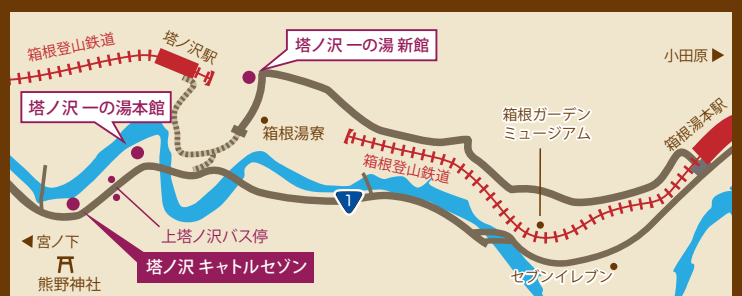 箱根登山鉄道
塔ノ沢駅
塔ノ沢 一の湯 新館
小田原▶
塔ノ沢 一の湯本館
箱根湯寮
箱根ガーデン
ミュージアム
箱根湯本駅
箱根登山鉄道
1
上塔ノ沢バス停
◀宮ノ下
塔ノ沢 キャトルセゾン
熊野神社
セブンイレブン